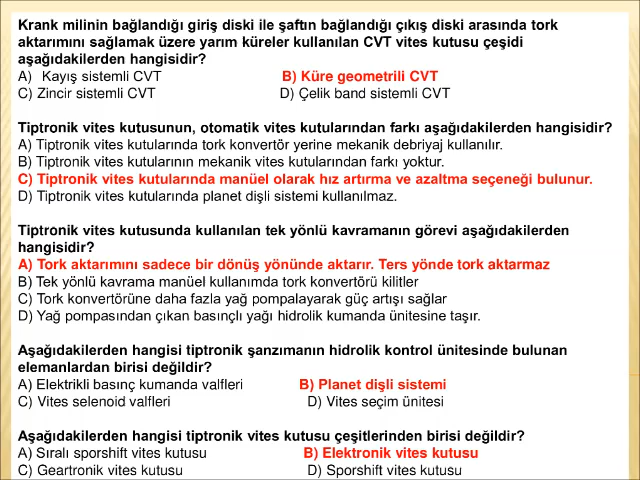 Krank milinin bağlandığı giriş diski ile şaftın bağlandığı çıkış diski arasında tork
aktarımını sağlamak üzere yarım küreler kullanılan CVT vites kutusu çeşidi
aşağıdakilerden hangisidir?
A) Kayış sistemli CVT B) Küre geometrili CVT
C) Zincir sistemli CVT D) Çelik band sistemli CVT
Tiptronik vites kutusunun, otomatik vites kutularından farkı aşağıdakilerden hangisidir?
A) Tiptronik vites kutularında tork konvertör yerine mekanik debriyaj kullanılır.
B) Tiptronik vites kutularının mekanik vites kutularından farkı yoktur.
C) Tiptronik vites kutularında manüel olarak hız artırma ve azaltma seçeneği bulunur.
D) Tiptronik vites kutularında planet dişli sistemi kullanılmaz.
Tiptronik vites kutusunda kullanılan tek yönlü kavramanın görevi aşağıdakilerden
hangisidir?
A) Tork aktarımını sadece bir dönüş yönünde aktarır. Ters yönde tork aktarmaz
B) Tek yönlü kavrama manüel kullanımda tork konvertörü kilitler
C) Tork konvertörüne daha fazla yağ pompalayarak güç artışı sağlar
D) Yağ pompasından çıkan basınçlı yağı hidrolik kumanda ünitesine taşır.
Aşağıdakilerden hangisi tiptronik şanzımanın hidrolik kontrol ünitesinde bulunan
elemanlardan birisi değildir?
A) Elektrikli basınç kumanda valfleri B) Planet dişli sistemi
C) Vites selenoid valfleri D) Vites seçim ünitesi
Aşağıdakilerden hangisi tiptronik vites kutusu çeşitlerinden birisi değildir?
A) Sıralı sporshift vites kutusu B) Elektronik vites kutusu
C) Geartronik vites kutusu D) Sporshift vites kutusu